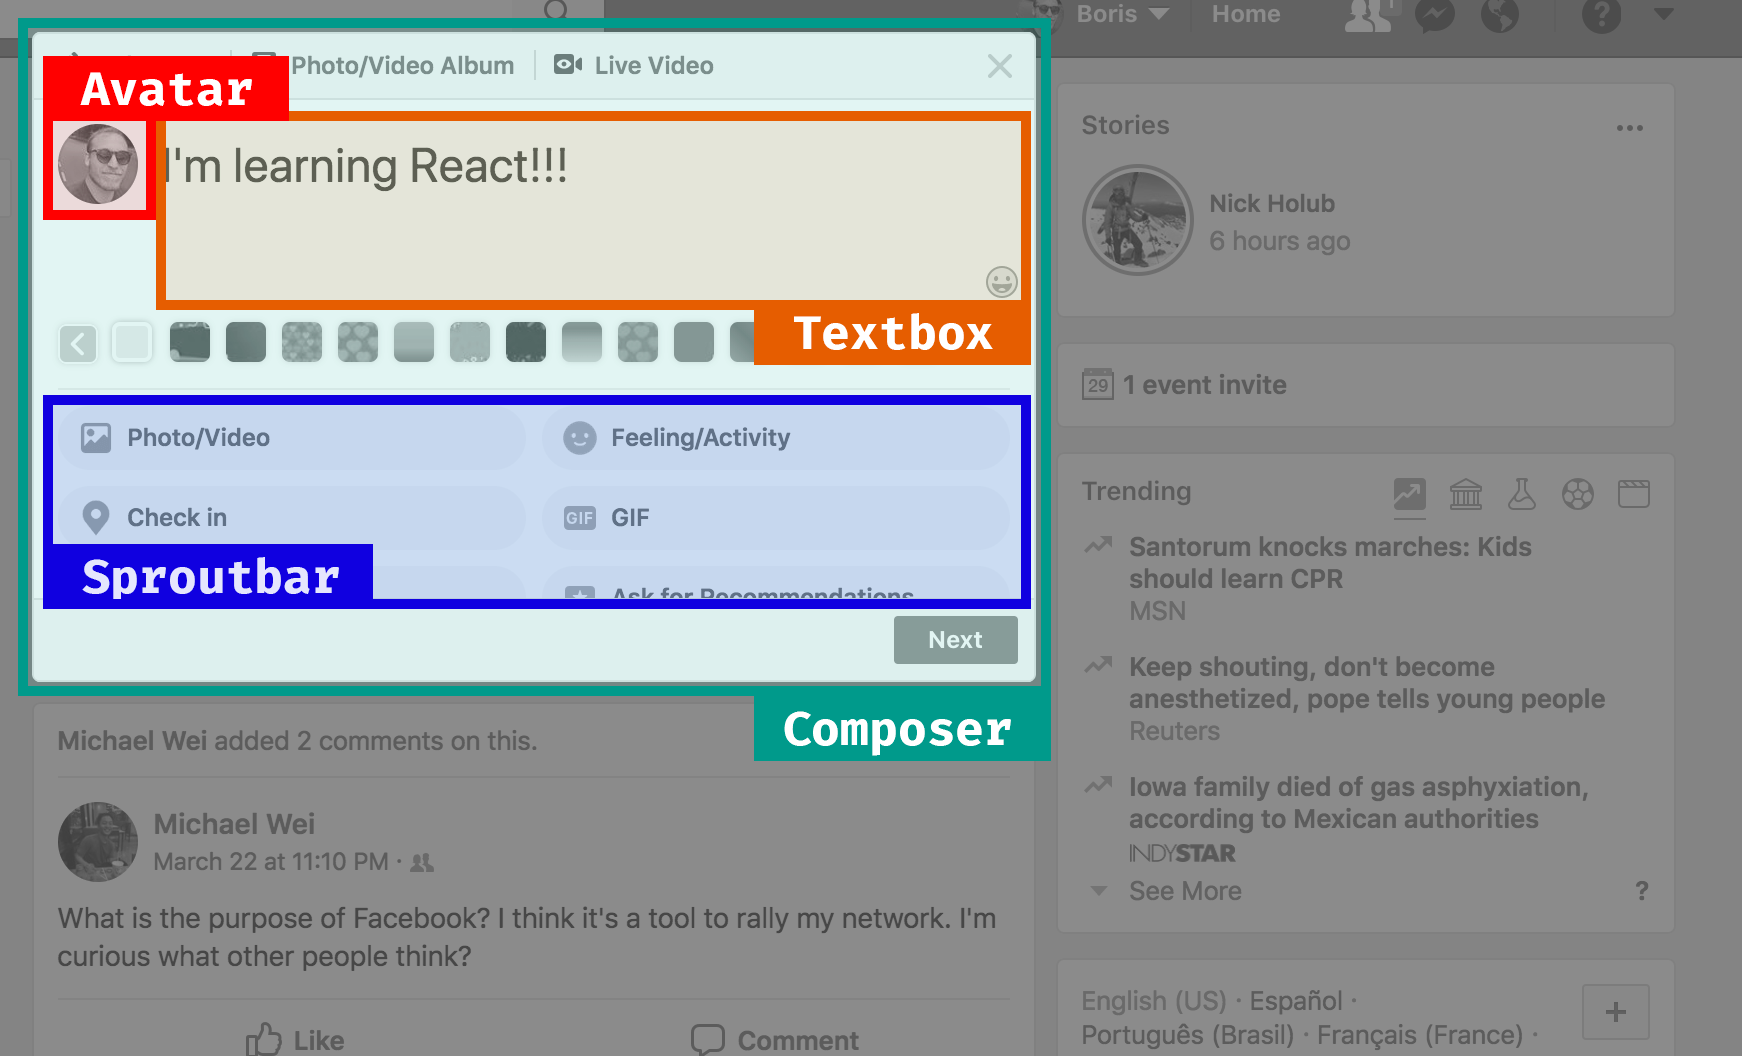 Boris
Home
1
Photo/Video Album
Live Video
Avatar
I'm learning React!!!
Textbox
Photo/Video
Feeling/Activity
Check in
GIF
GIF
Sproutbar
Ask for Recommendations
Next
Composer
Michael Wei added 2 comments on this.
Michael Wei
March 22 at 11:10 PM ·
What is the purpose of Facebook? I think it's a tool to rally my network. I'm
curious what other people think?
Like
Comment
Stories
Nick Holub
6 hours ago
29
1 event invite
Trending
Santorum knocks marches: Kids
should learn CPR
MSN
Keep shouting, don't become
anesthetized, pope tells young people
Reuters
Iowa family died of gas asphyxiation,
according to Mexican authorities
INDYSTAR
See More
?
English (US) · Español ·
Português (Brasil) · Français (France) ·